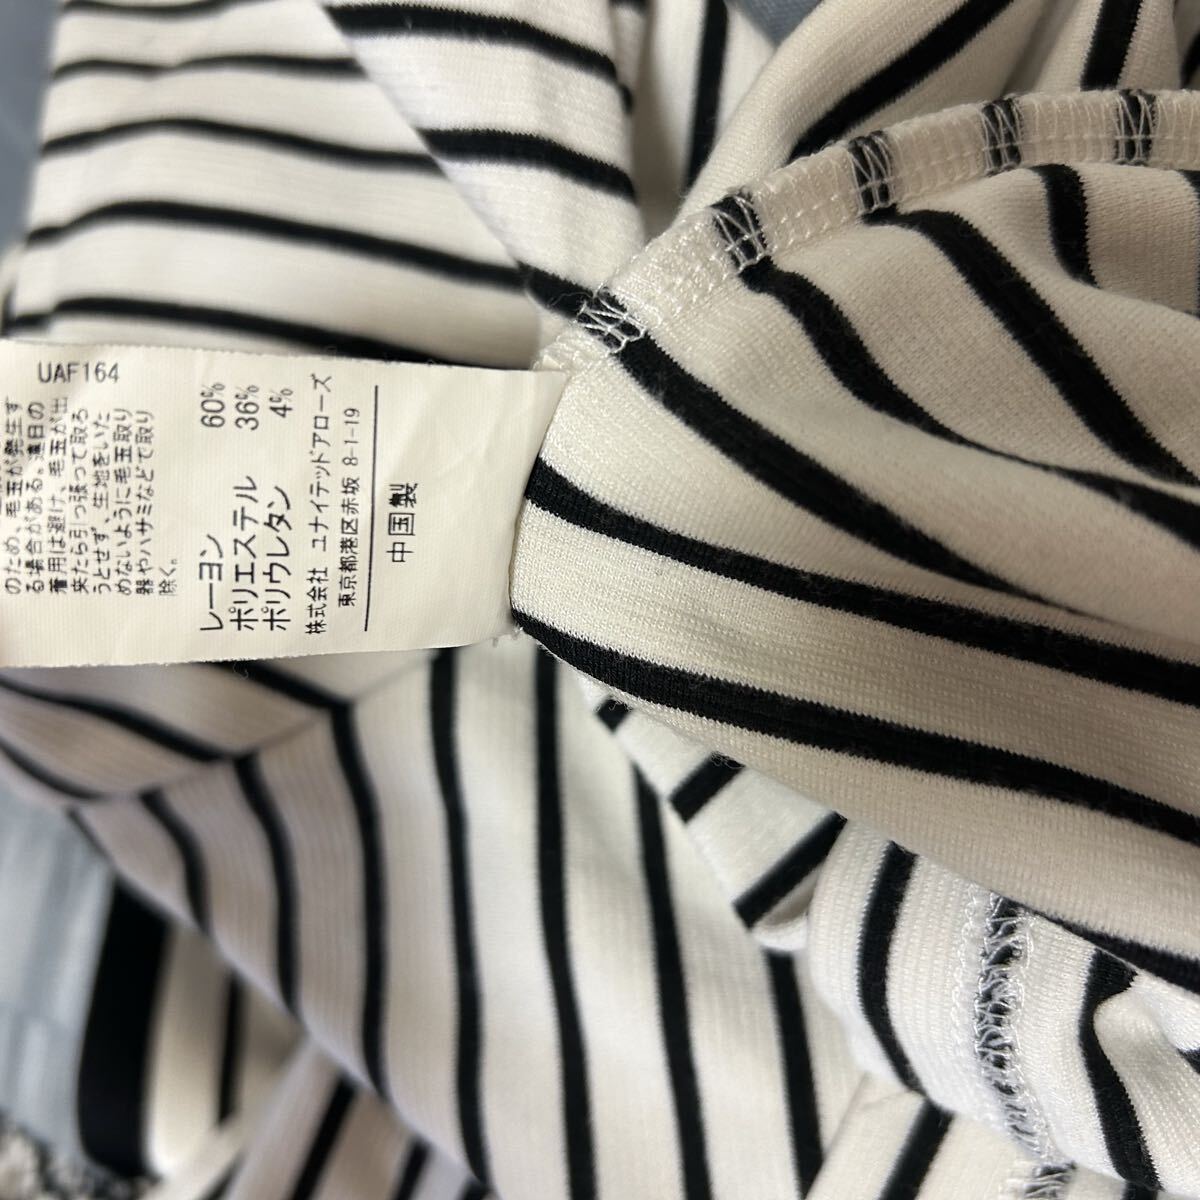 UAF164
のため、毛玉が発生す
る場合がある。連日の
着用は避け、毛玉が出
来たら引っ張って取ろ
うとせず、生地をいた
めないように毛玉取り
器やハサミなどで取り
除く。
レーヨン 60%
ポリエステル 36%
ポリウレタン 4%
株式会社 ユナイテッドアローズ
東京都港区赤坂 8-1-19
中国製